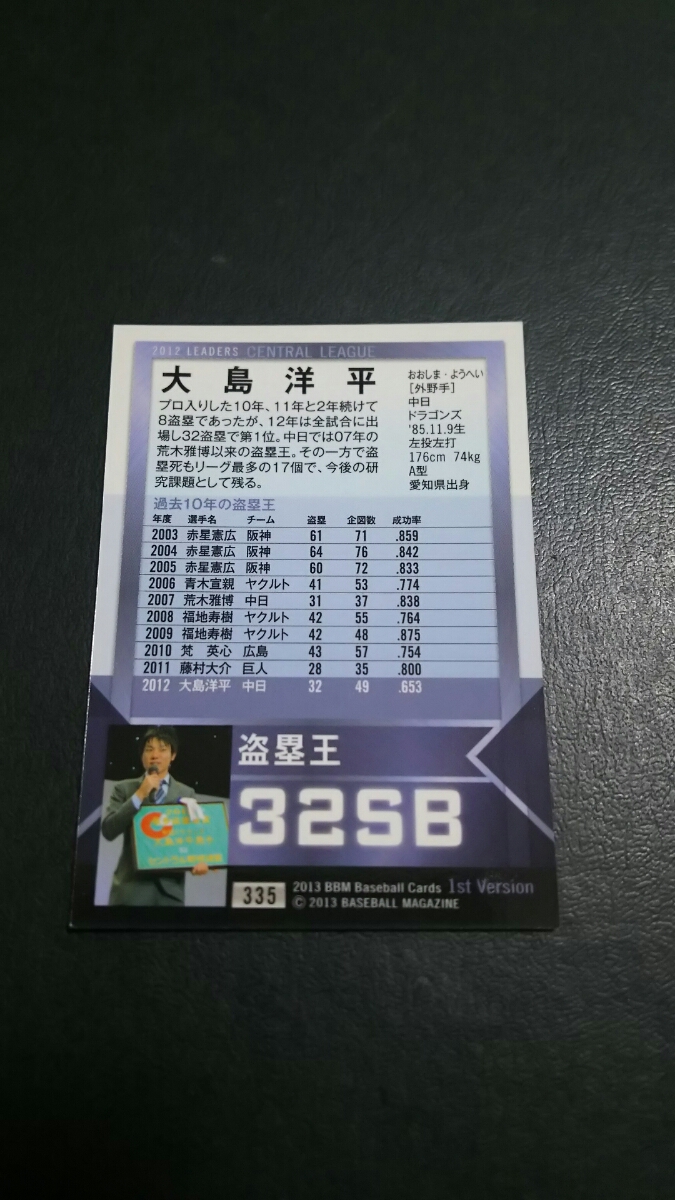 2012 LEADERS CENTRAL LEAGUE
大島洋平
プロ入りした10年、11年と2年続けて
8盗塁であったが、12年は全試合に出
場し32盗塁で第1位。中日では07年の
荒木雅博以来の盗塁王。その一方で盗
塁死もリーグ最多の17個で、今後の研
究課題として残る。
おおしま・ようへい
[外野手]
中日
ドラゴンズ
'85.11.9生
左投左打
176cm 74kg
A型
愛知県出身
過去10年の盗塁王
年度 選手名 チーム 盗塁 企図数 成功率
2003 赤星憲広 阪神 61 71 .859
2004 赤星憲広 阪神 64 76 .842
2005 赤星憲広 阪神 60 72 .833
2006 青木宣親 ヤクルト 41 53 .774
2007 荒木雅博 中日 31 37 .838
2008 福地寿樹 ヤクルト 42 55 .764
2009 福地寿樹 ヤクルト 42 48 .875
2010 梵 英心 広島 43 57 .754
2011 藤村大介 巨人 28 35 .800
2012 大島洋平 中日 32 49 .653
盗塁王
32SB
335
2013 BBM Baseball Cards 1st Version
© 2013 BASEBALL MAGAZINE